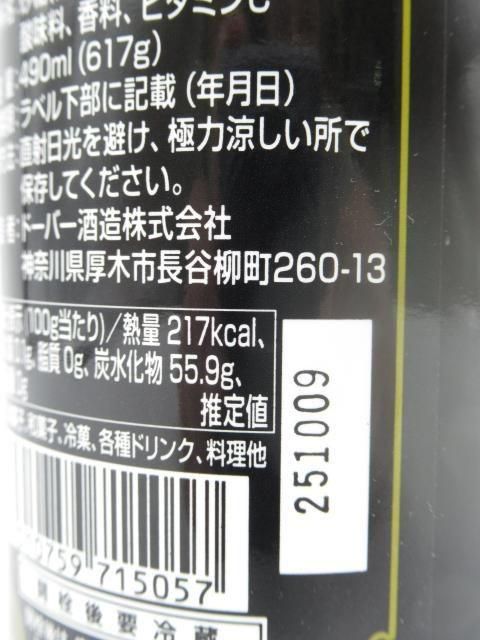 酸味料、香料、ビタミンC
490ml (617g)
ラベル下部に記載 (年月日)
直射日光を避け、極力涼しい所で
保存してください。
ドーバー酒造株式会社
神奈川県厚木市長谷柳町260-13
(100g当たり)/熱量 217kcal、
脂質 0g、炭水化物 55.9g、
推定値
和菓子、冷菓、各種ドリンク、料理他
251009
0759 715057
開栓後要冷蔵